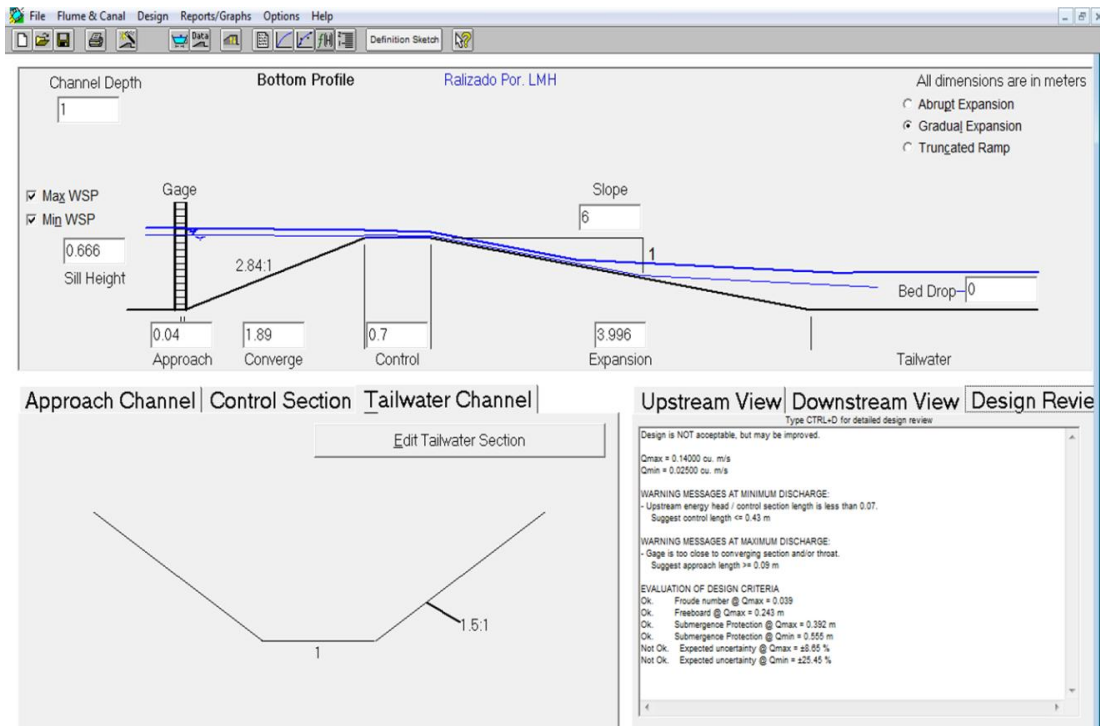 File Flume & Canal Design Reports/Graphs Options Help
Data Definition Sketch
Channel Depth
1
Bottom Profile
Ralizado Por. LMH
All dimensions are in meters
Abrupt Expansion
Gradual Expansion
Truncated Ramp
Max WSP
Min WSP
0.666
Sill Height
Gage
2.84:1
Slope
6
1
Bed Drop 0
0.04
Approach
1.89
Converge
0.7
Control
3.996
Expansion
Tailwater
Approach Channel Control Section Tailwater Channel
Edit Tailwater Section
1.5:1
1
Upstream View Downstream View Design Revie
Type CTRL+D for detailed design review
Design is NOT acceptable, but may be improved.
Qmax = 0.14000 cu. m/s
Qmin = 0.02500 cu. m/s
WARNING MESSAGES AT MINIMUM DISCHARGE:
- Upstream energy head / control section length is less than 0.07.
Suggest control length <= 0.43 m
WARNING MESSAGES AT MAXIMUM DISCHARGE:
- Gage is too close to converging section and/or throat.
Suggest approach length >= 0.09 m
EVALUATION OF DESIGN CRITERIA
Ok. Froude number @ Qmax = 0.039
Ok. Freeboard @ Qmax = 0.243 m
Ok. Submergence Protection @ Qmax = 0.392 m
Ok. Submergence Protection @ Qmin = 0.555 m
Not Ok. Expected uncertainty @ Qmax = ±8.65 %
Not Ok. Expected uncertainty @ Qmin = ±25.45 %